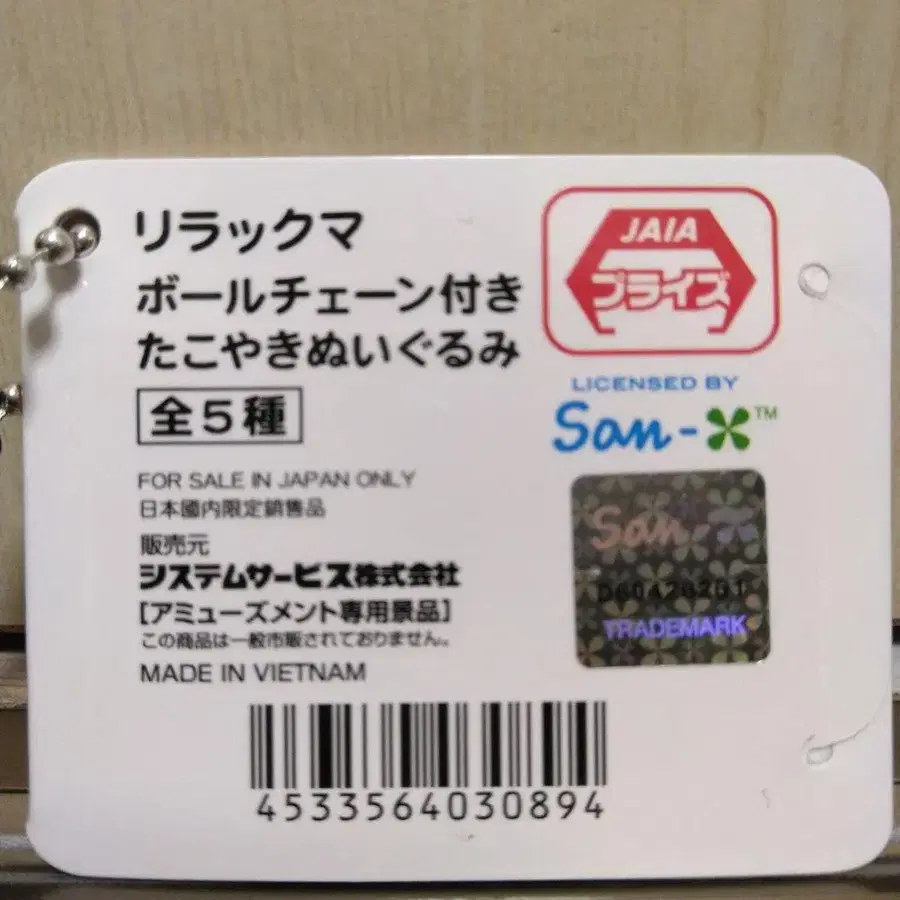 リラックマ
ボールチェーン付き
たこやきぬいぐるみ
全5種
JAIA
プライズ
LICENSED BY
San-X™
FOR SALE IN JAPAN ONLY
日本國内限定銷售品
販売元
システムサービス株式会社
[アミューズメント専用景品]
この商品は一般市販されておりません。
MADE IN VIETNAM
San-X
TRADEMARK
4533564030894